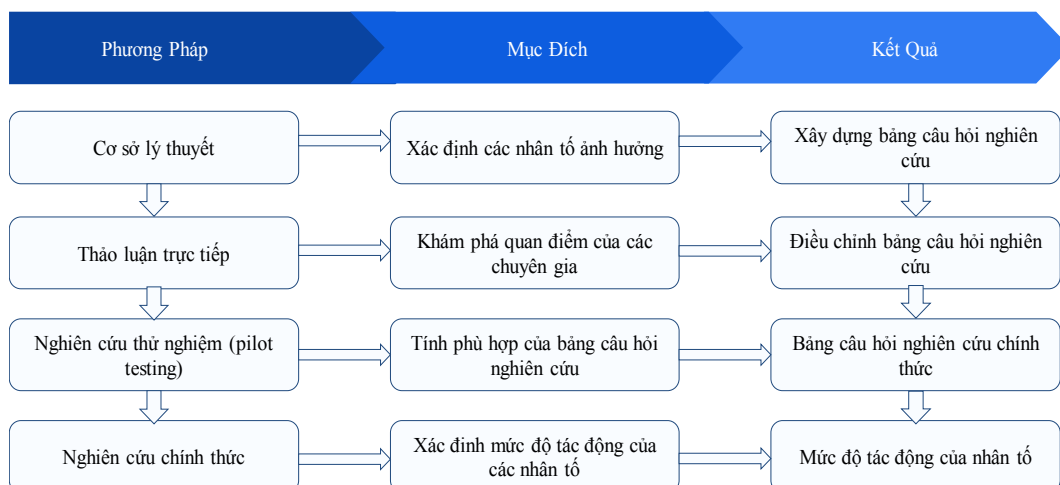 Phương Pháp
Mục Đích
Kết Quả
Cơ sở lý thuyết
Xác định các nhân tố ảnh hưởng
Xây dựng bảng câu hỏi nghiên
cứu
Thảo luận trực tiếp
Khám phá quan điểm của các
chuyên gia
Điều chỉnh bảng câu hỏi nghiên
cứu
Nghiên cứu thử nghiệm (pilot
testing)
Tính phù hợp của bảng câu hỏi
nghiên cứu
Bảng câu hỏi nghiên cứu chính
thức
Nghiên cứu chính thức
Xác đinh mức độ tác động của
các nhân tố
Mức độ tác động của nhân tố